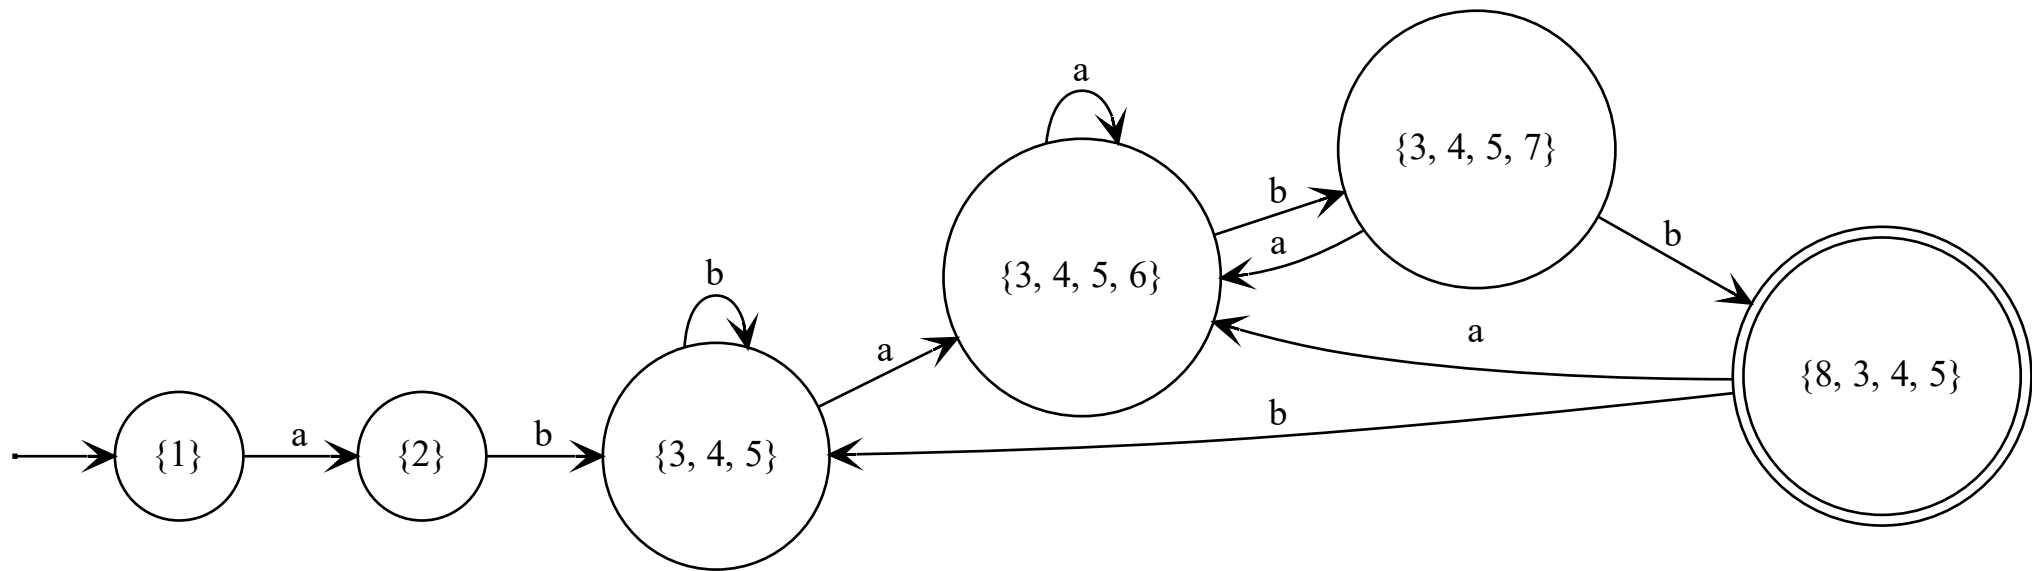 a
{3, 4, 5, 7}
b
a
b
{3, 4, 5, 6}
b
a
a
{8, 3, 4, 5}
b
{1}
a
{2}
b
{3, 4, 5}